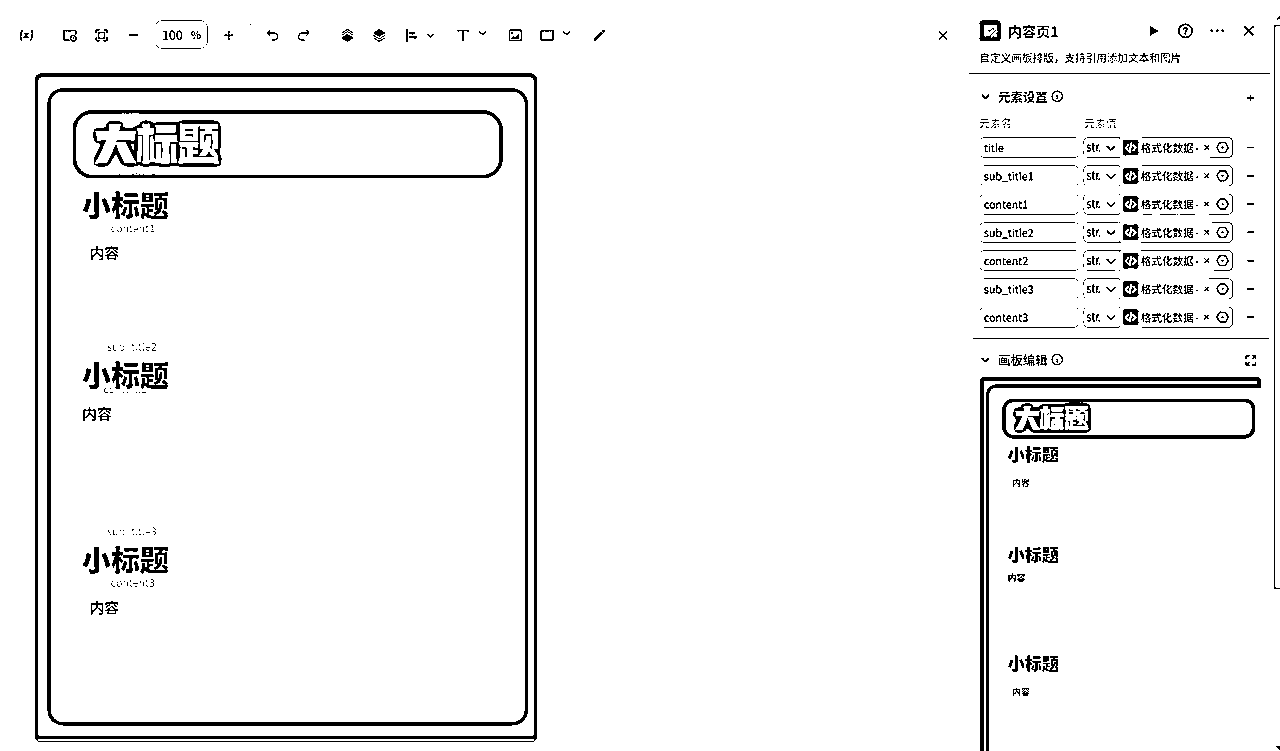 100 %
T
大标题
小标题
content1
内容
sub_title2
小标题
内容
sub_title3
小标题
content3
内容
内容页1
自定义画板排版，支持引用添加文本和图片
元素设置
元素名 元素值
title str. 格式化数据
sub_title1 str. 格式化数据
content1 str. 格式化数据
sub_title2 str. 格式化数据
content2 str. 格式化数据
sub_title3 str. 格式化数据
content3 str. 格式化数据
画板编辑
大标题
小标题
内容
小标题
内容
小标题
内容